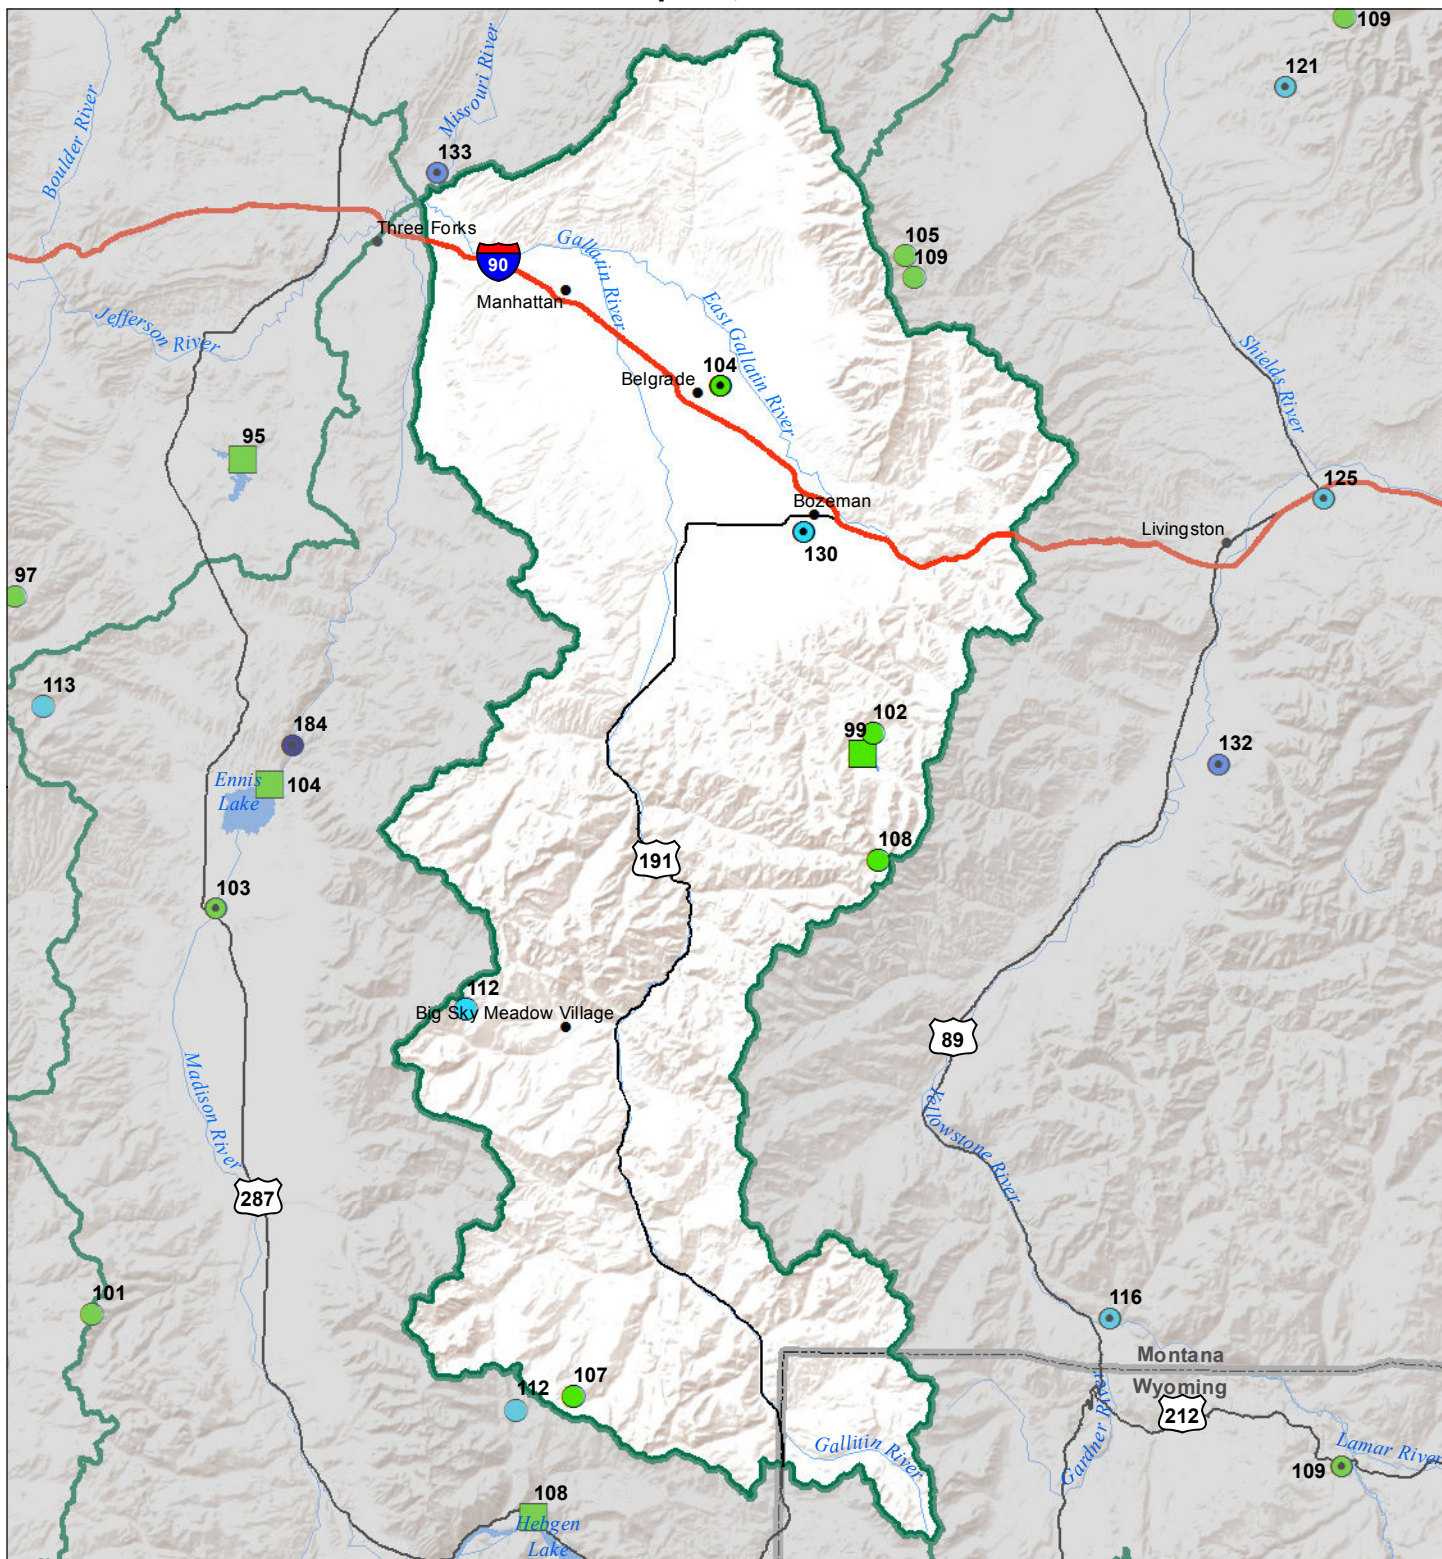 109
121
Missouri River
Boulder River
133
Three Forks
105
109
Gallatin River
90
Manhattan
East Gallatin River
Jefferson River
Shields River
104
Belgrade
95
125
Bozeman
Livingston
130
97
113
102
99
184
132
Ennis
Lake
104
108
191
103
112
Big Sky Meadow Village
89
Madison River
Yellowstone River
287
101
116
Montana
Wyoming
107
112
212
Gardner River
Gallitin River
Lamar River
109
108
Hebgen
Lake